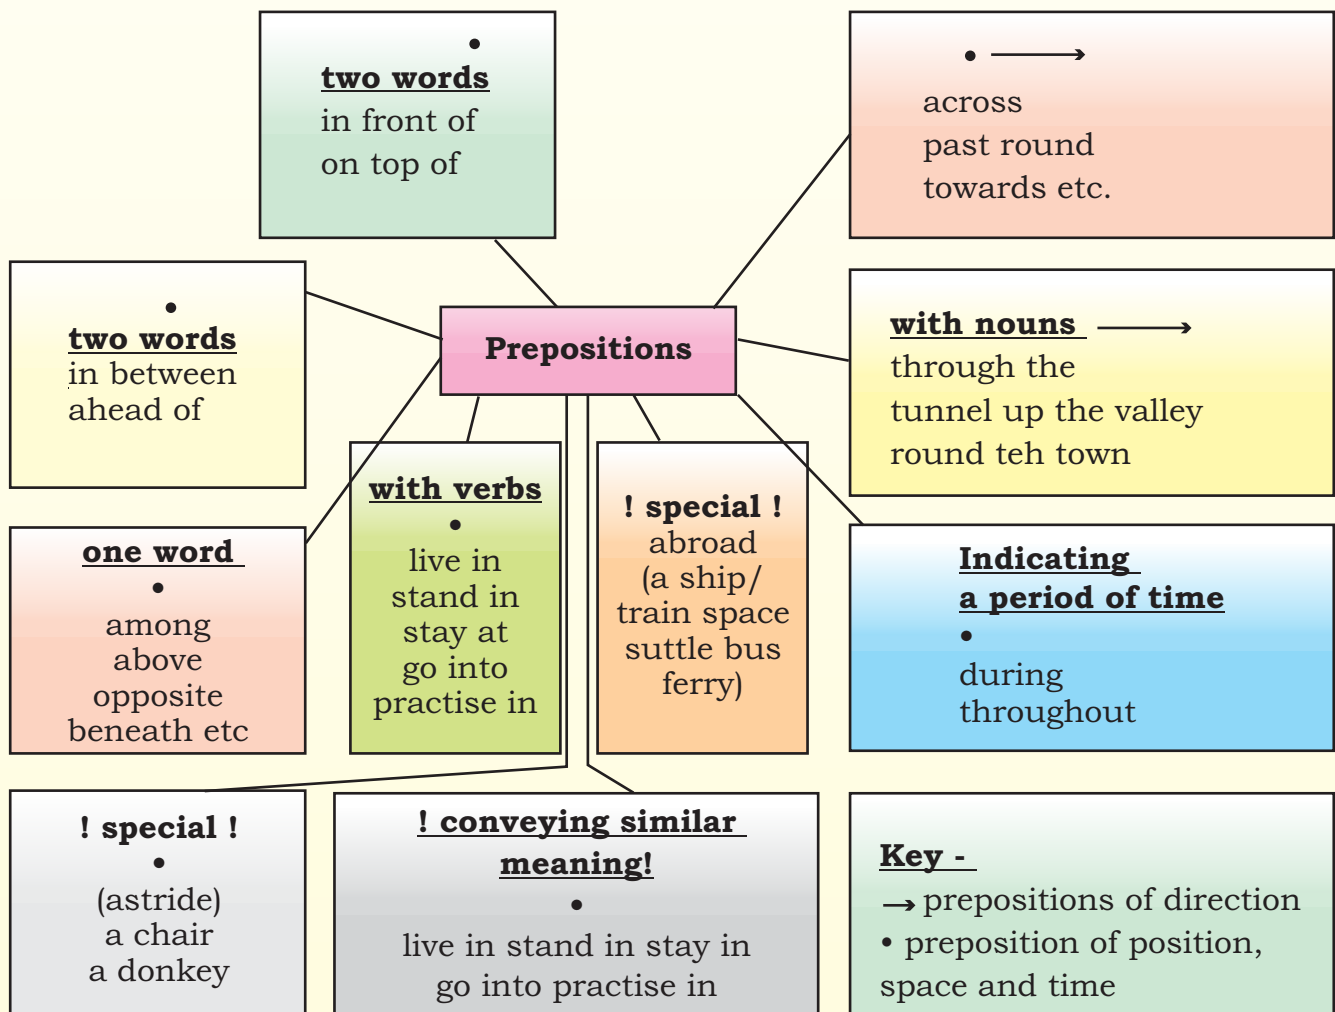 •
two words
in front of
on top of
• →
across
past round
towards etc.
•
two words
in between
ahead of
Prepositions
with nouns →
through the
tunnel up the valley
round teh town
with verbs
•
live in
stand in
stay at
go into
practise in
! special !
abroad
(a ship/
train space
suttle bus
ferry)
one word
•
among
above
opposite
beneath etc
Indicating
a period of time
•
during
throughout
! special !
•
(astride)
a chair
a donkey
! conveying similar
meaning!
•
live in stand in stay in
go into practise in
Key -
→ prepositions of direction
• preposition of position,
space and time